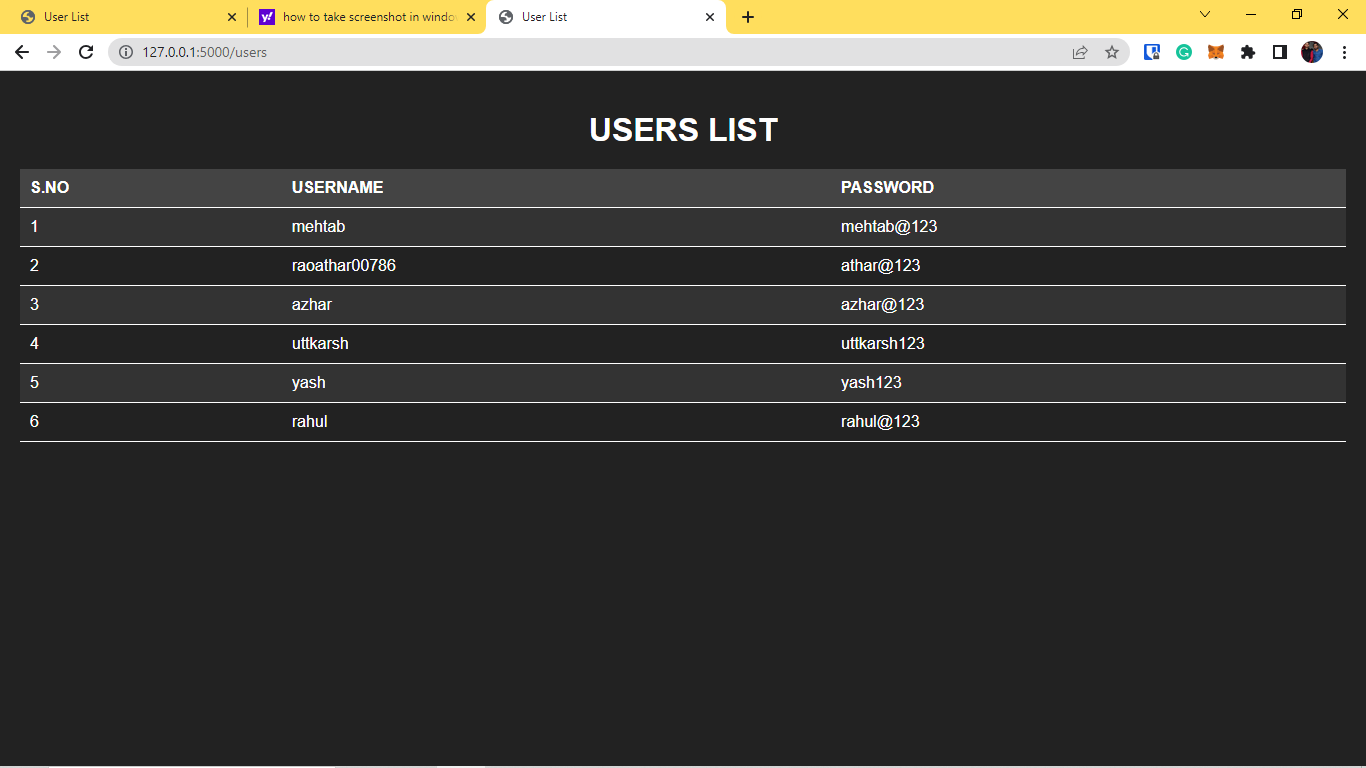 User List
how to take screenshot in windo
User List
127.0.0.1:5000/users
USERS LIST
S.NO USERNAME PASSWORD
1 mehtab mehtab@123
2 raoathar00786 athar@123
3 azhar azhar@123
4 uttkarsh uttkarsh123
5 yash yash123
6 rahul rahul@123